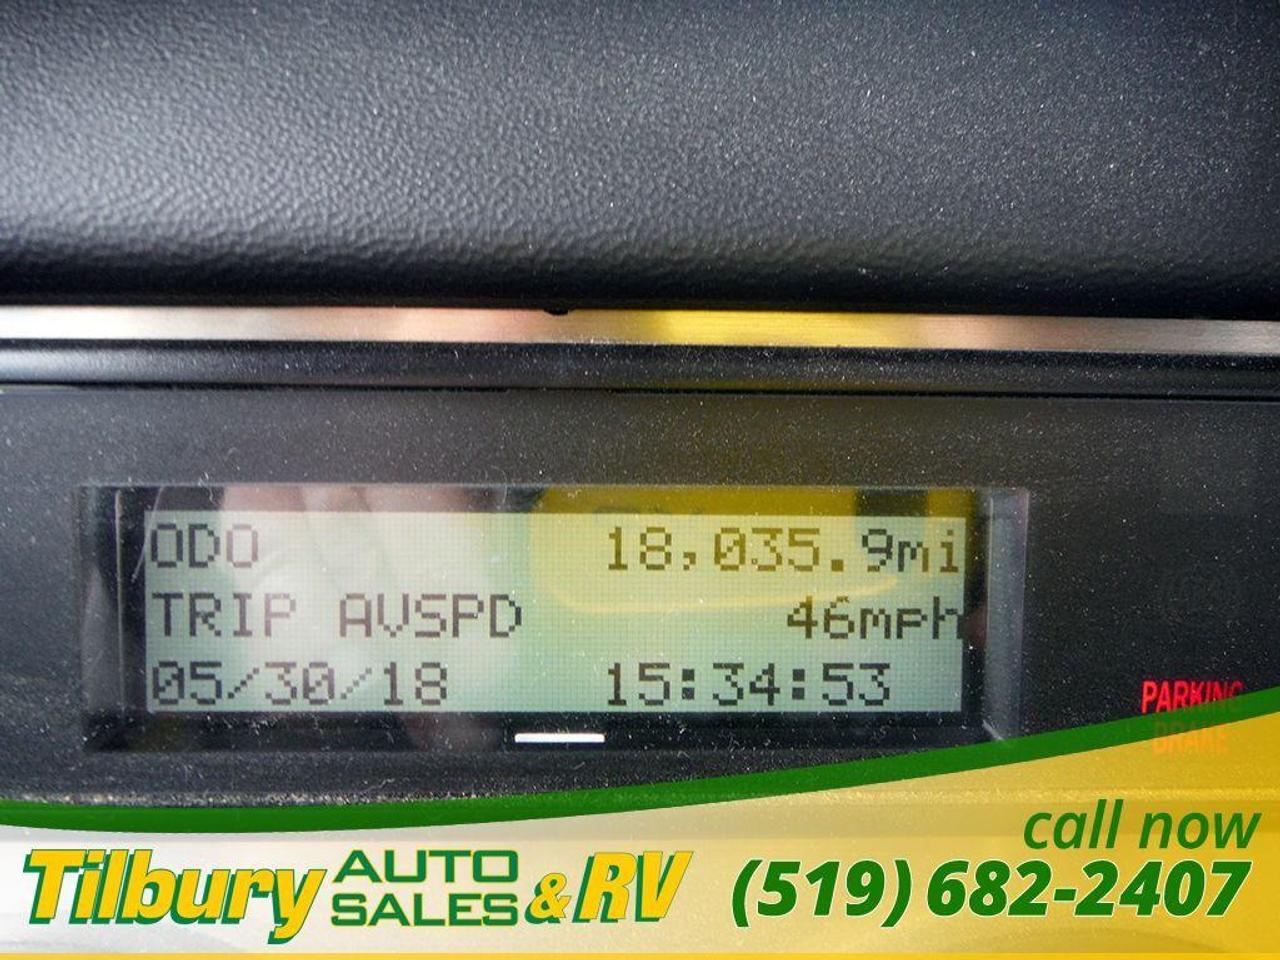 ODO 18,035.9mi
TRIP AVSPD 46mph
05/30/18 15:34:53
PARKING
BRAKE
call now
Tilbury AUTO SALES & RV
(519) 682-2407